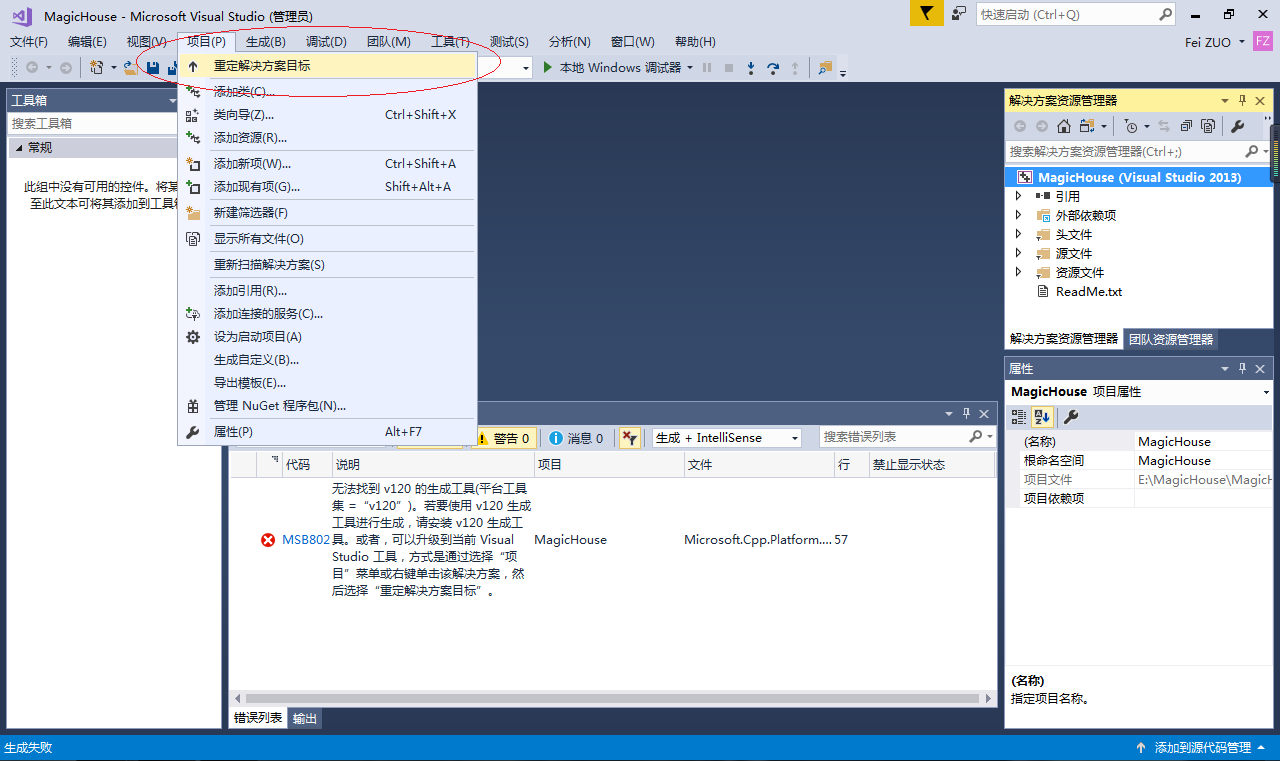 MagicHouse - Microsoft Visual Studio (管理员)
快速启动 (Ctrl+Q)
文件(F) 编辑(E) 视图(V) 项目(P) 生成(B) 调试(D) 团队(M) 工具(T) 测试(S) 分析(N) 窗口(W) 帮助(H)
Fei ZUO FZ
本地 Windows 调试器
重定解决方案目标
添加类(C)...
类向导(Z)... Ctrl+Shift+X
添加资源(R)...
添加新项(W)... Ctrl+Shift+A
添加现有项(G)... Shift+Alt+A
新建筛选器(F)
显示所有文件(O)
重新扫描解决方案(S)
添加引用(R)...
添加连接的服务(C)...
设为启动项目(A)
生成自定义(B)...
导出模板(E)...
管理 NuGet 程序包(N)...
属性(P) Alt+F7
工具箱
搜索工具箱
常规
此组中没有可用的控件。将某
至此文本可将其添加到工具箱
警告 0 消息 0 生成 + IntelliSense 搜索错误列表
代码 说明 项目 文件 行 禁止显示状态
无法找到 v120 的生成工具(平台工具
集 =“v120”)。若要使用 v120 生成
工具进行生成，请安装 v120 生成工
具。或者，可以升级到当前 Visual
Studio 工具，方式是通过选择“项
目”菜单或右键单击该解决方案，然
后选择“重定解决方案目标”。
MSB802 MagicHouse Microsoft.Cpp.Platform.... 57
错误列表 输出
解决方案资源管理器
搜索解决方案资源管理器(Ctrl+;)
MagicHouse (Visual Studio 2013)
引用
外部依赖项
头文件
源文件
资源文件
ReadMe.txt
解决方案资源管理器 团队资源管理器
属性
MagicHouse 项目属性
(名称) MagicHouse
根命名空间 MagicHouse
项目文件 E:\MagicHouse\MagicH
项目依赖项
(名称)
指定项目名称。
生成失败
添加到源代码管理